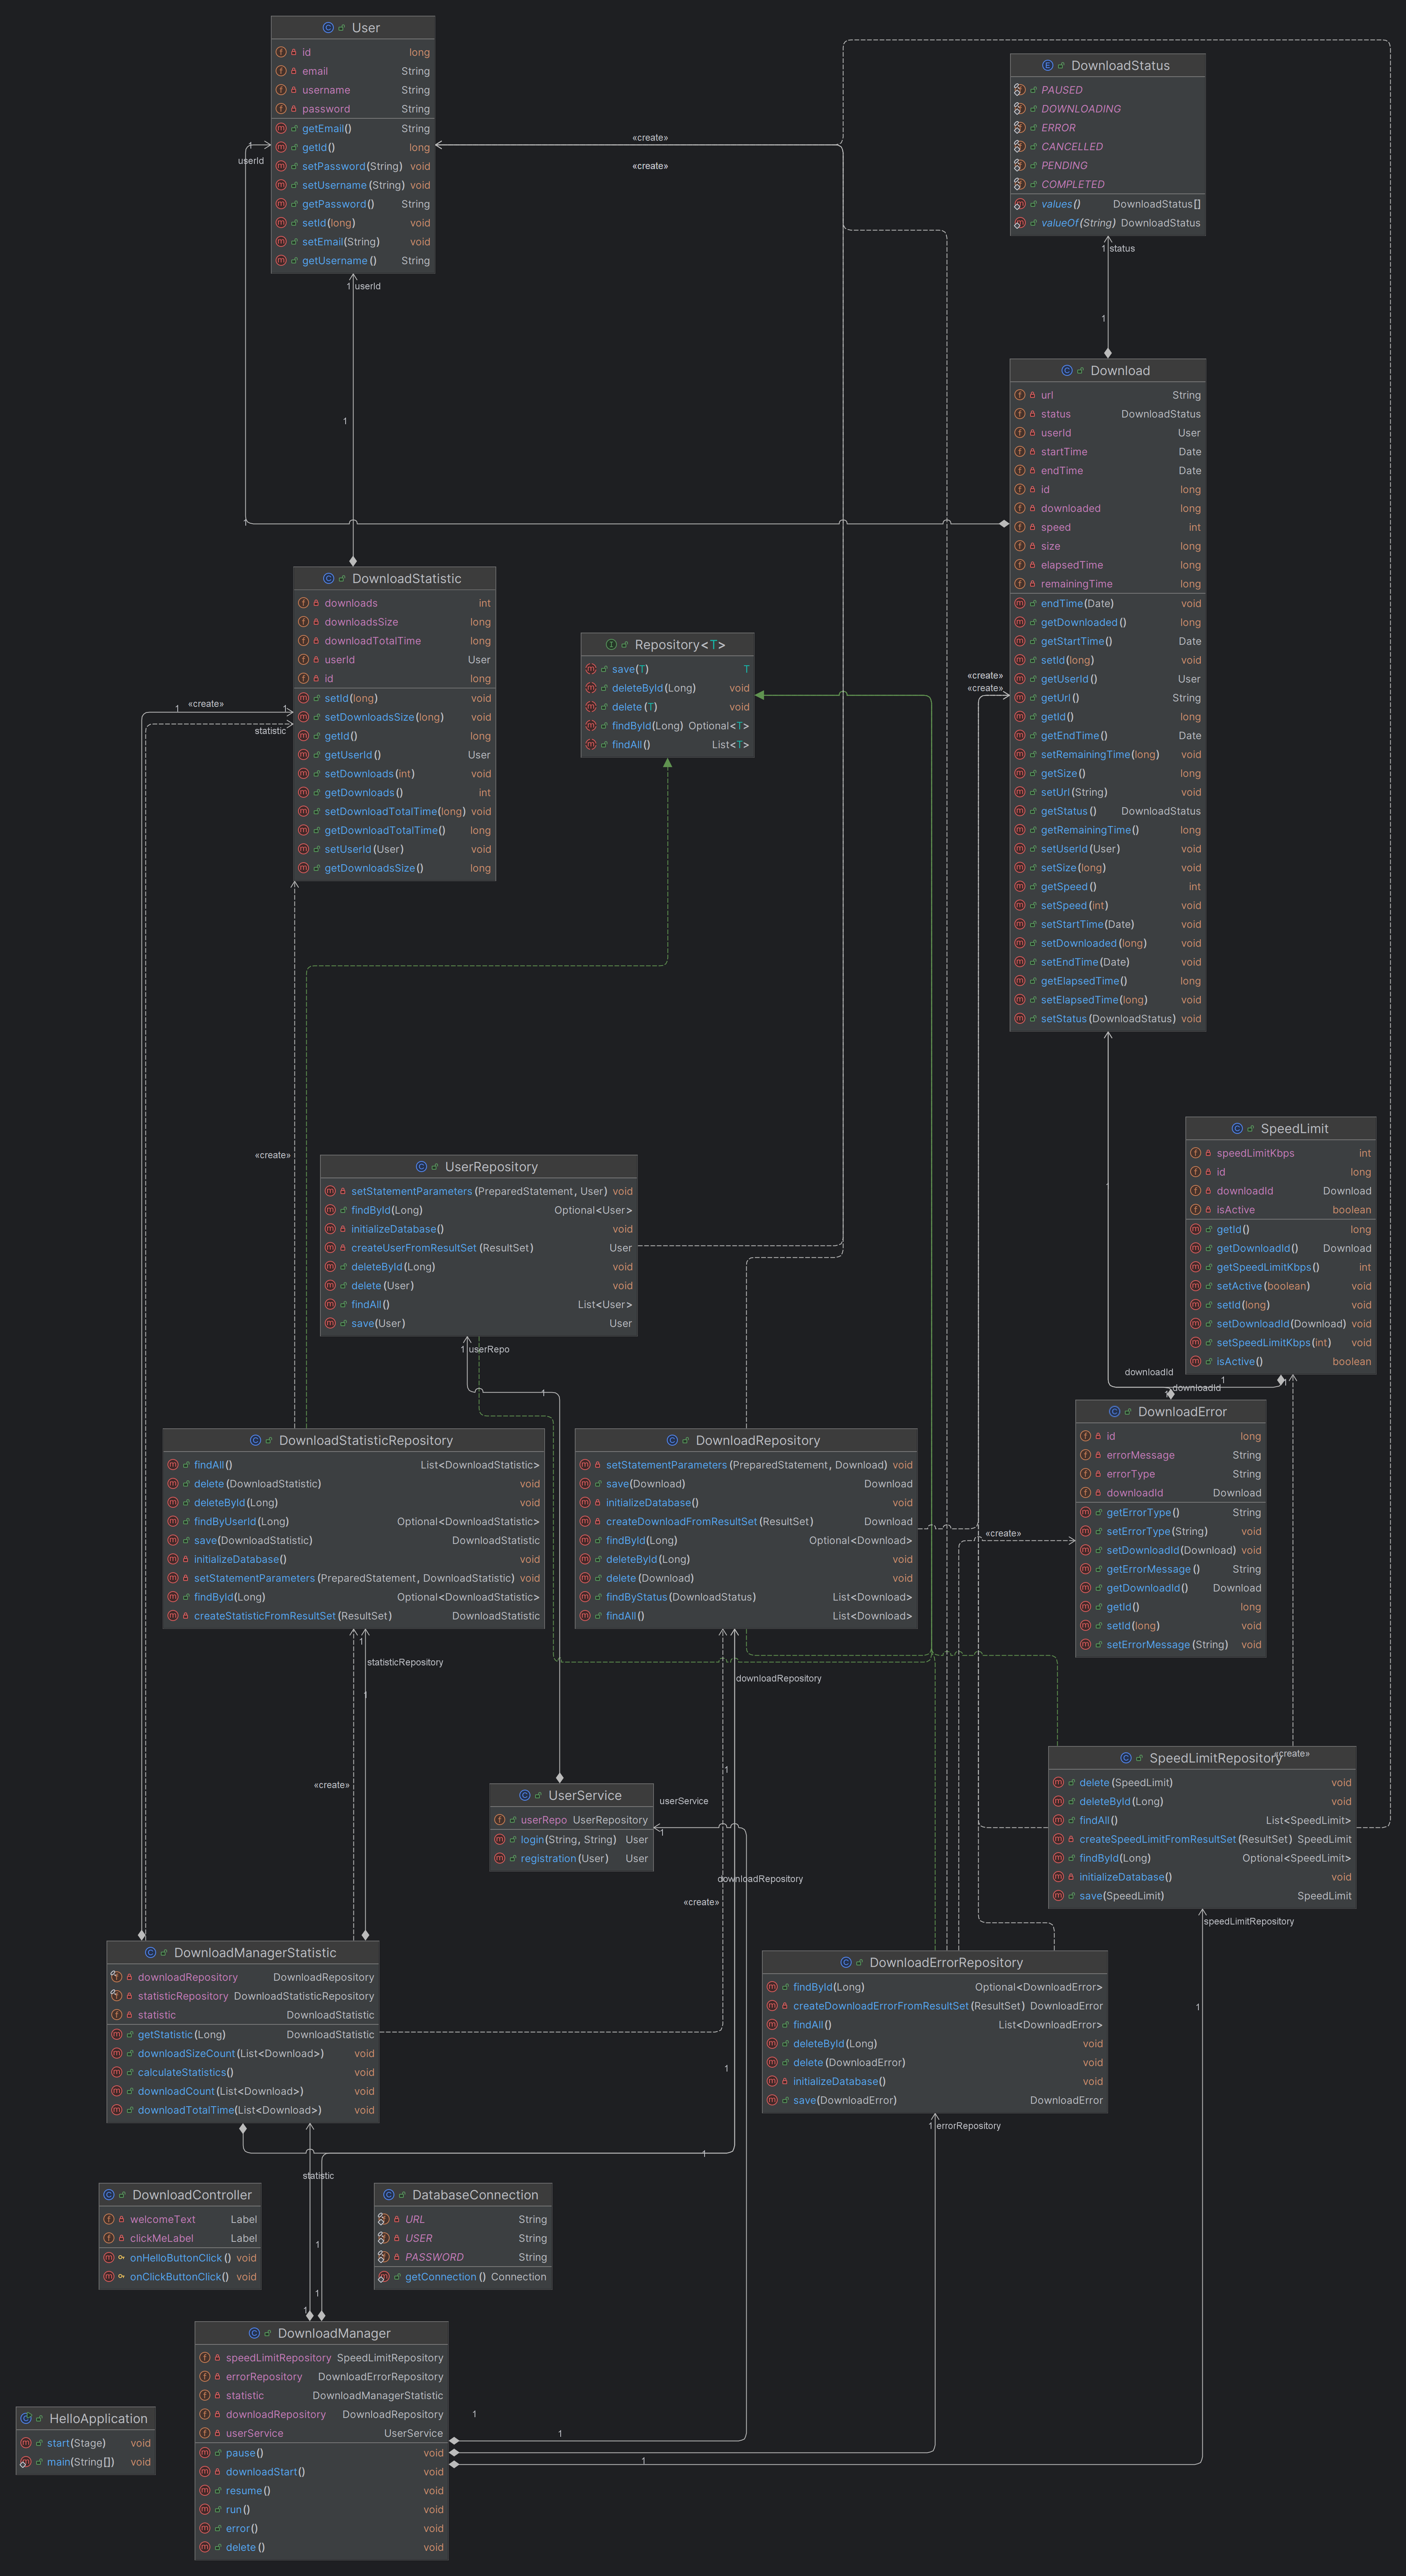 User
id long
email String
username String
password String
getEmail() String
getId() long
setPassword(String) void
setUsername(String) void
getPassword() String
setId(long) void
setEmail(String) void
getUsername() String
DownloadStatus
PAUSED
DOWNLOADING
ERROR
CANCELLED
PENDING
COMPLETED
values() DownloadStatus[]
valueOf(String) DownloadStatus
«create»
«create»
1
userId
1 userId
1 status
1
1
1
Download
url String
status DownloadStatus
userId User
startTime Date
endTime Date
id long
downloaded long
speed int
size long
elapsedTime long
remainingTime long
endTime(Date) void
getDownloaded() long
getStartTime() Date
setId(long) void
getUserId() User
getUrl() String
getId() long
getEndTime() Date
setRemainingTime(long) void
getSize() long
setUrl(String) void
getStatus() DownloadStatus
getRemainingTime() long
setUserId(User) void
setSize(long) void
getSpeed() int
setSpeed(int) void
setStartTime(Date) void
setDownloaded(long) void
setEndTime(Date) void
getElapsedTime() long
setElapsedTime(long) void
setStatus(DownloadStatus) void
DownloadStatistic
downloads int
downloadsSize long
downloadTotalTime long
userId User
id long
setId(long) void
setDownloadsSize(long) void
getId() long
getUserId() User
setDownloads(int) void
getDownloads() int
setDownloadTotalTime(long) void
getDownloadTotalTime() long
setUserId(User) void
getDownloadsSize() long
Repository<T>
save(T) T
deleteById(Long) void
delete(T) void
findById(Long) Optional<T>
findAll() List<T>
«create»
«create»
«create»
1
1
statistic
SpeedLimit
speedLimitKbps int
id long
downloadId Download
isActive boolean
getId() long
getDownloadId() Download
getSpeedLimitKbps() int
setActive(boolean) void
setId(long) void
setDownloadId(Download) void
setSpeedLimitKbps(int) void
isActive() boolean
«create»
UserRepository
setStatementParameters(PreparedStatement, User) void
findById(Long) Optional<User>
initializeDatabase() void
createUserFromResultSet(ResultSet) User
deleteById(Long) void
delete(User) void
findAll() List<User>
save(User) User
1 userRepo
1
downloadId
1
1
downloadId
DownloadError
id long
errorMessage String
errorType String
downloadId Download
getErrorType() String
setErrorType(String) void
setDownloadId(Download) void
getErrorMessage() String
getDownloadId() Download
getId() long
setId(long) void
setErrorMessage(String) void
DownloadStatisticRepository
findAll() List<DownloadStatistic>
delete(DownloadStatistic) void
deleteById(Long) void
findByUserId(Long) Optional<DownloadStatistic>
save(DownloadStatistic) DownloadStatistic
initializeDatabase() void
setStatementParameters(PreparedStatement, DownloadStatistic) void
findById(Long) Optional<DownloadStatistic>
createStatisticFromResultSet(ResultSet) DownloadStatistic
DownloadRepository
setStatementParameters(PreparedStatement, Download) void
save(Download) Download
initializeDatabase() void
createDownloadFromResultSet(ResultSet) Download
findById(Long) Optional<Download>
deleteById(Long) void
delete(Download) void
findByStatus(DownloadStatus) List<Download>
findAll() List<Download>
«create»
1
statisticRepository
1
downloadRepository
«create»
SpeedLimitRepository
delete(SpeedLimit) void
deleteById(Long) void
findAll() List<SpeedLimit>
createSpeedLimitFromResultSet(ResultSet) SpeedLimit
findById(Long) Optional<SpeedLimit>
initializeDatabase() void
save(SpeedLimit) SpeedLimit
«create»
1
UserService
userRepo UserRepository
login(String, String) User
registration(User) User
userService
1
downloadRepository
«create»
speedLimitRepository
DownloadManagerStatistic
downloadRepository DownloadRepository
statisticRepository DownloadStatisticRepository
statistic DownloadStatistic
getStatistic(Long) DownloadStatistic
downloadSizeCount(List<Download>) void
calculateStatistics() void
downloadCount(List<Download>) void
downloadTotalTime(List<Download>) void
DownloadErrorRepository
findById(Long) Optional<DownloadError>
createDownloadErrorFromResultSet(ResultSet) DownloadError
findAll() List<DownloadError>
deleteById(Long) void
delete(DownloadError) void
initializeDatabase() void
save(DownloadError) DownloadError
1
1
1 errorRepository
1
statistic
DownloadController
welcomeText Label
clickMeLabel Label
onHelloButtonClick() void
onClickButtonClick() void
DatabaseConnection
URL String
USER String
PASSWORD String
getConnection() Connection
1
1
1
DownloadManager
speedLimitRepository SpeedLimitRepository
errorRepository DownloadErrorRepository
statistic DownloadManagerStatistic
downloadRepository DownloadRepository
userService UserService
pause() void
downloadStart() void
resume() void
run() void
error() void
delete() void
1
1
1
HelloApplication
start(Stage) void
main(String[]) void